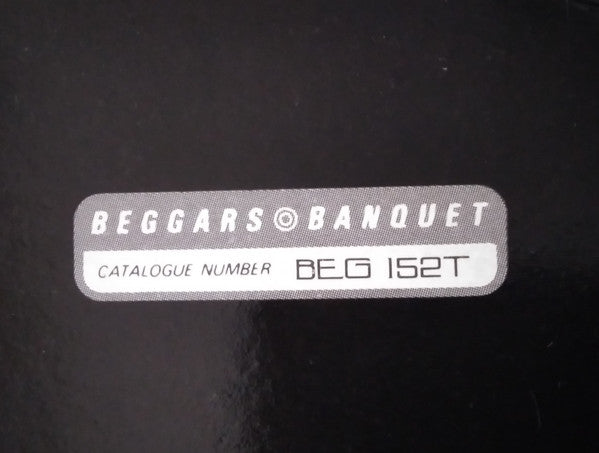 BEGGARS BANQUET
CATALOGUE NUMBER BEG 152T